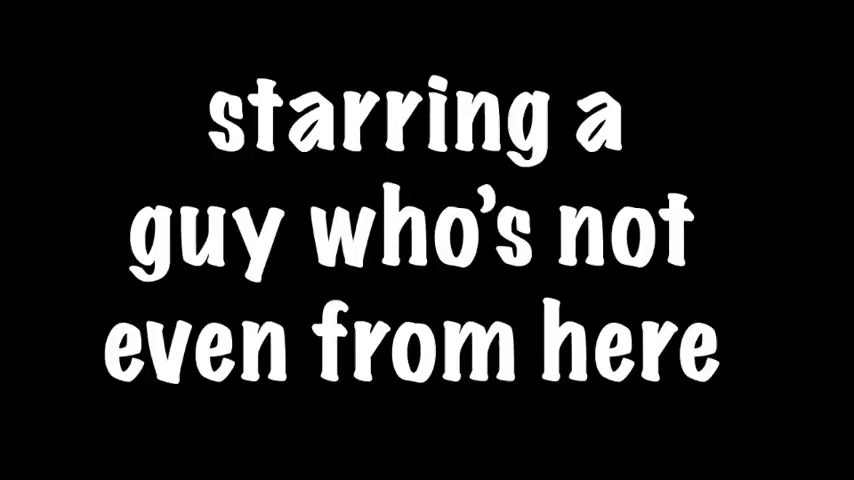 starring a
guy who’s not
even from here